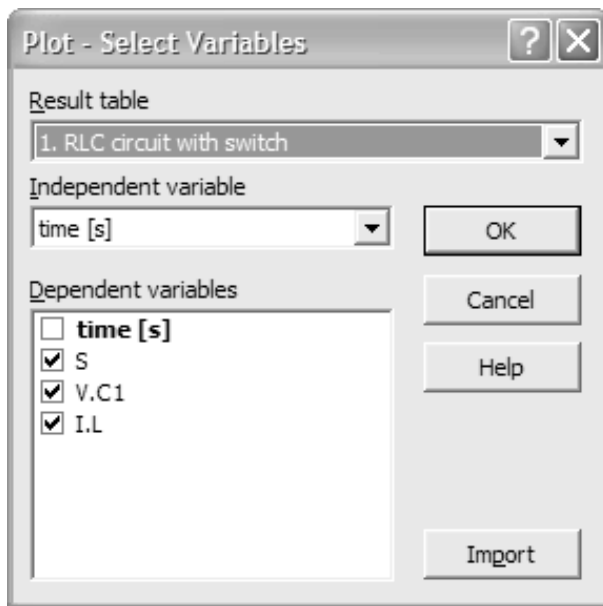 Plot - Select Variables
Result table
1. RLC circuit with switch
Independent variable
time [s]
OK
Dependent variables
Cancel
time [s]
S
Help
V.C1
I.L
Import